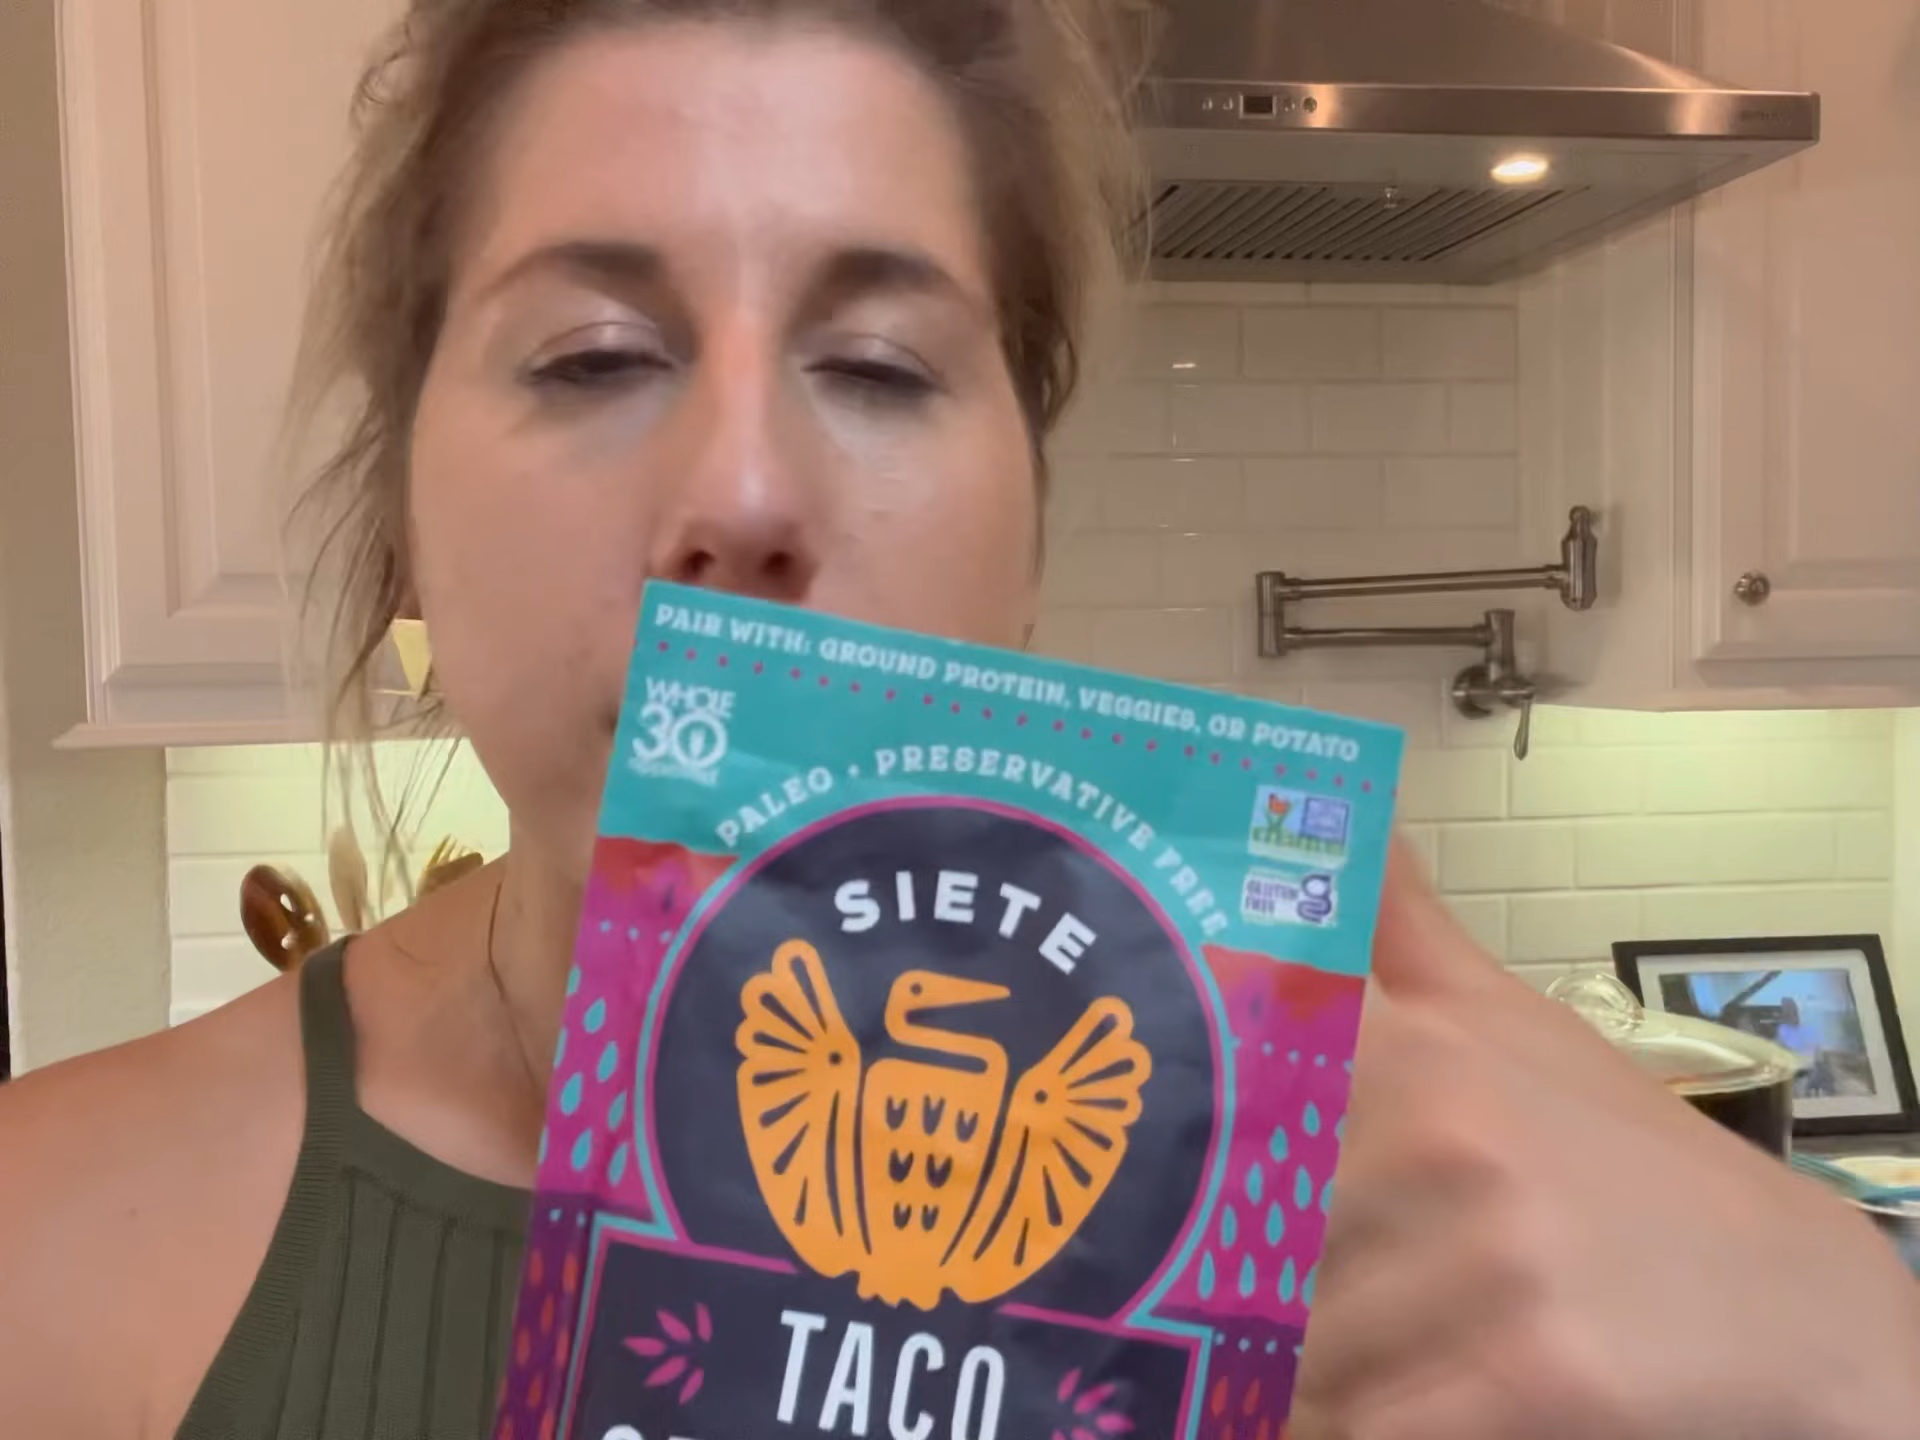 PAIR WITH: GROUND PROTEIN, VEGGIES, OR POTATO
WHOLE
30
PALEO • PRESERVATIVE FREE
GLUTEN
FREE
SIETE
TACO